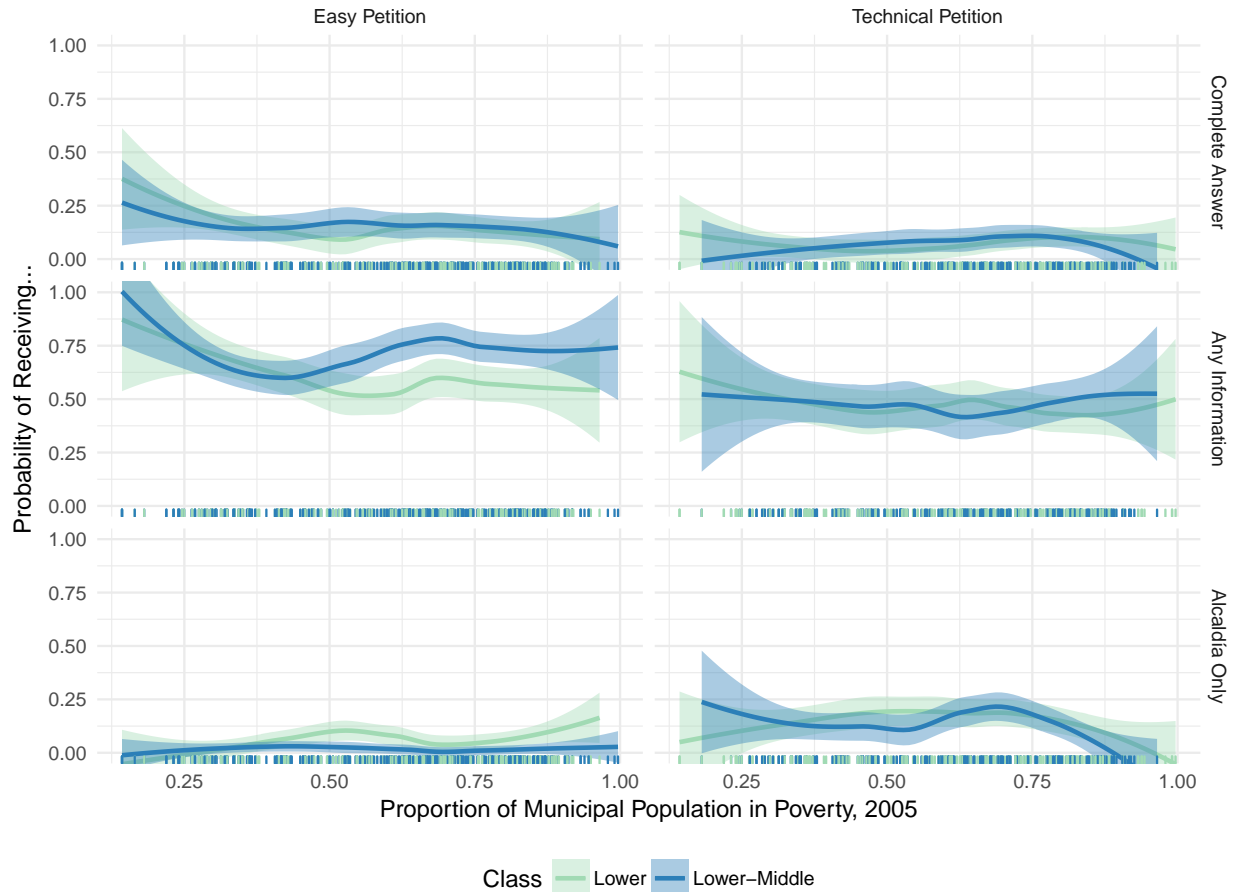 Easy Petition
Technical Petition
Probability of Receiving...
1.00
0.75
0.50
0.25
0.00
Complete Answer
1.00
0.75
0.50
0.25
0.00
Any Information
1.00
0.75
0.50
0.25
0.00
Alcaldía Only
0.25
0.50
0.75
1.00
0.25
0.50
0.75
1.00
Proportion of Municipal Population in Poverty, 2005
Class
Lower
Lower−Middle